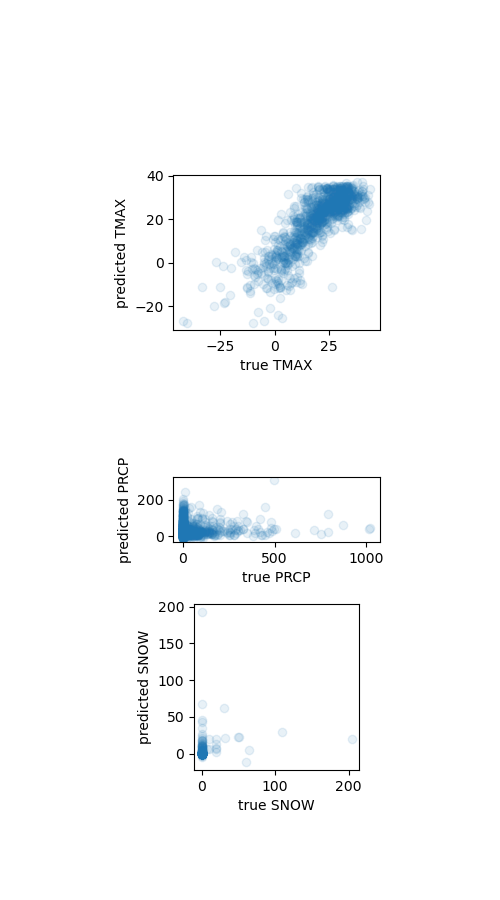 40
20
0
−20
predicted TMAX
−25 0 25
true TMAX
200
0
predicted PRCP
0 500 1000
true PRCP
200
150
100
50
0
predicted SNOW
0 100 200
true SNOW